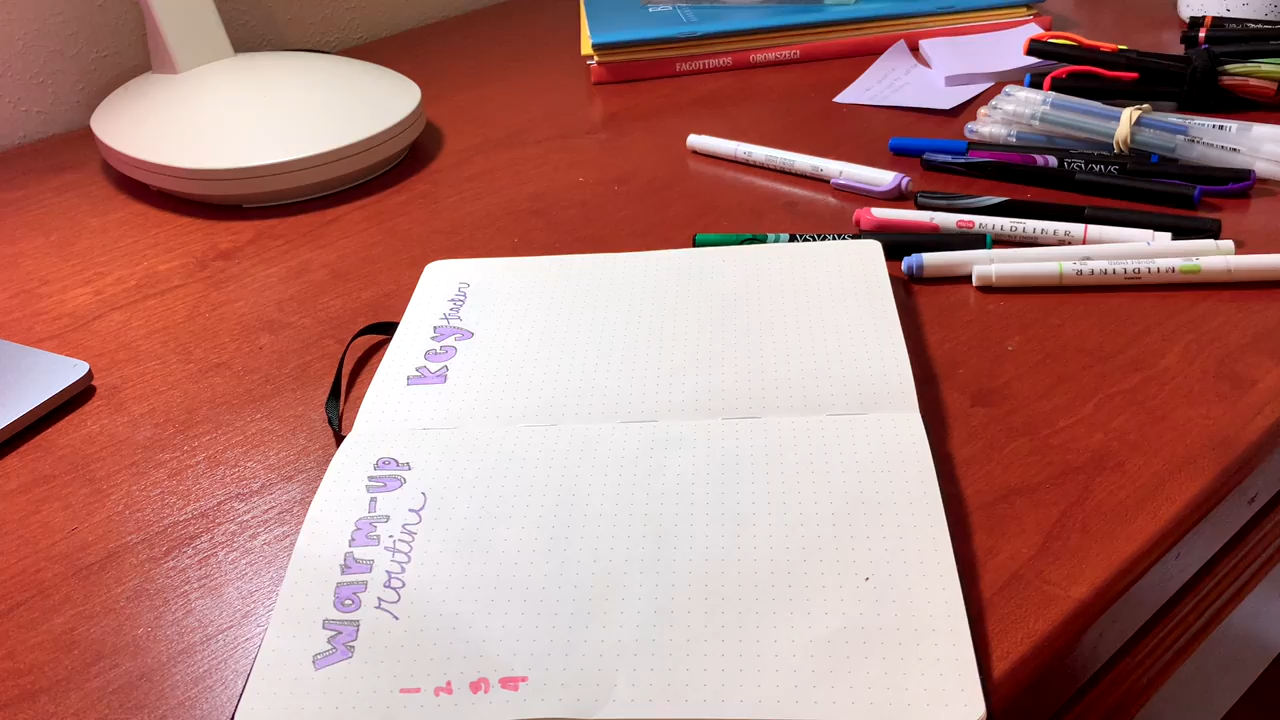 FAGOTTDUOS OROMSZEGI
SARASA
MILDLINER
SARASA
MILDLINER
Key tracker
Warm-up
routine
1
2
3
4